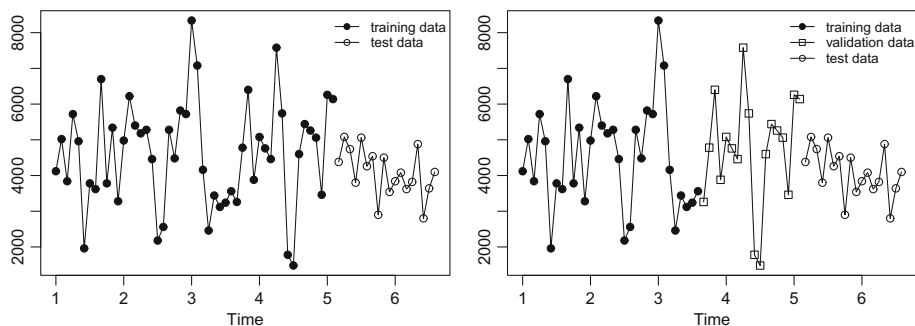 training data
test data
8000
6000
4000
2000
1 2 3 4 5 6
Time
training data
validation data
test data
8000
6000
4000
2000
1 2 3 4 5 6
Time